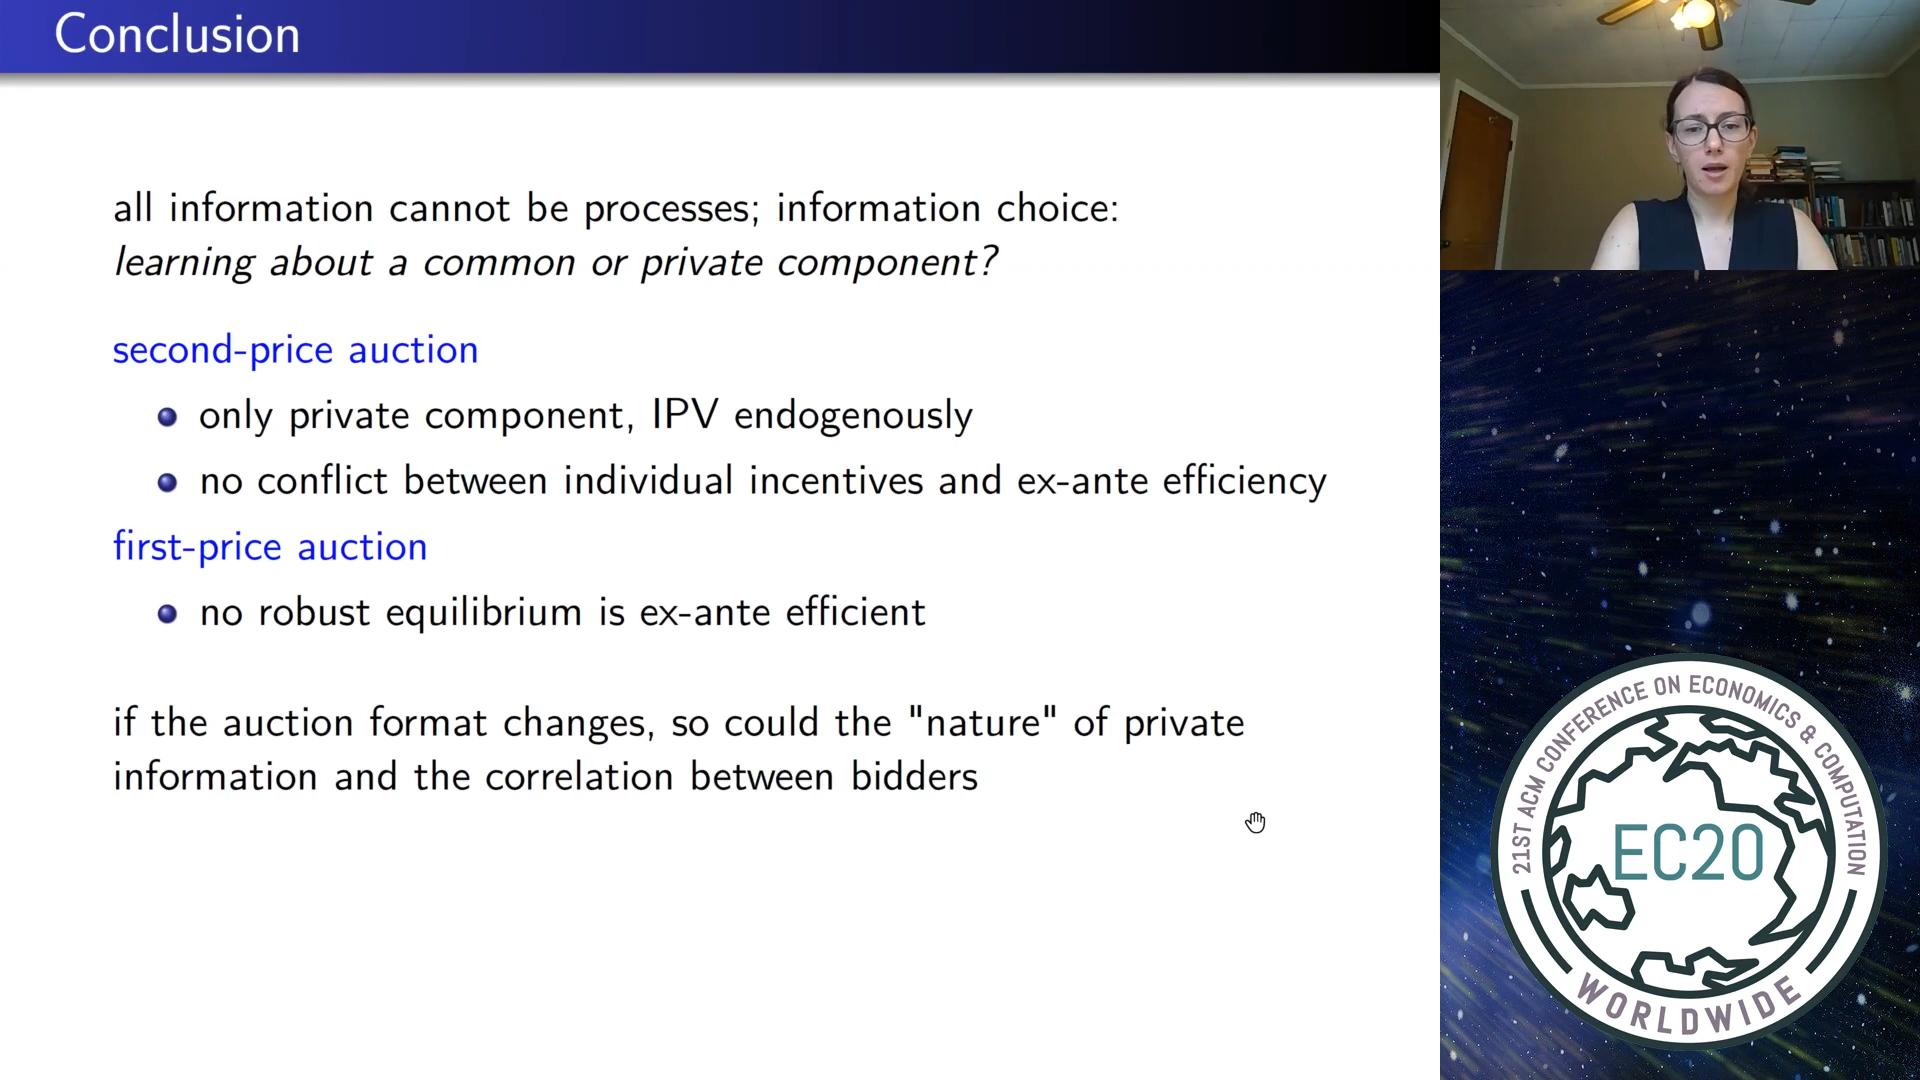 Conclusion
all information cannot be processes; information choice:
learning about a common or private component?
second-price auction
only private component, IPV endogenously
no conflict between individual incentives and ex-ante efficiency
first-price auction
no robust equilibrium is ex-ante efficient
if the auction format changes, so could the "nature" of private
information and the correlation between bidders
21ST ACM CONFERENCE ON ECONOMICS & COMPUTATION
EC20
WORLDWIDE